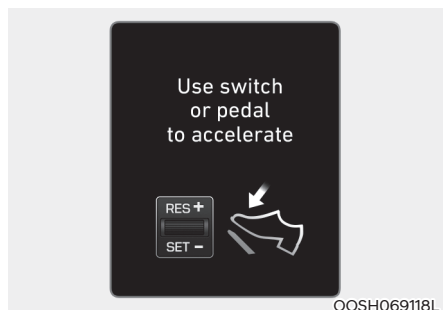 Use switch
or pedal
to accelerate
RES +
SET −
OOSH069118L